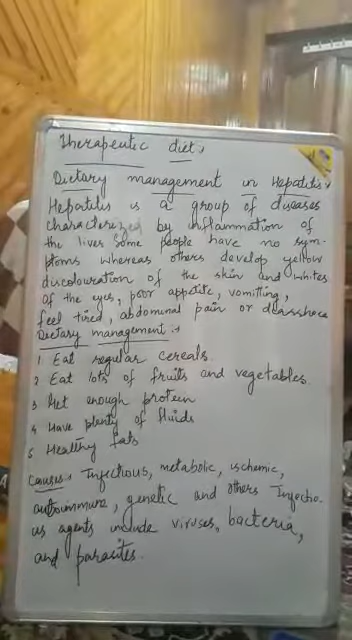 Therapeutic diet:
Dietary management in Hepatitis:
Hepatitis is a group of diseases
characterized by inflammation of
the lives some people have no sym-
ptoms whereas others develop yellow
discolouration of the skin and whites
of the eyes, poor appetite, vomitting,
feel tired, abdominal pain or diarrhoea
Dietary management:
1 Eat regular cereals.
2 Eat lots of fruits and vegetables.
3 Het enough protein
4 Have plenty of fluids
5 Healthy fats
Causes: Infectious, metabolic, ischemic,
autoimmune, genetic and others Infectio-
us agents include viruses, bacteria,
and parasites.